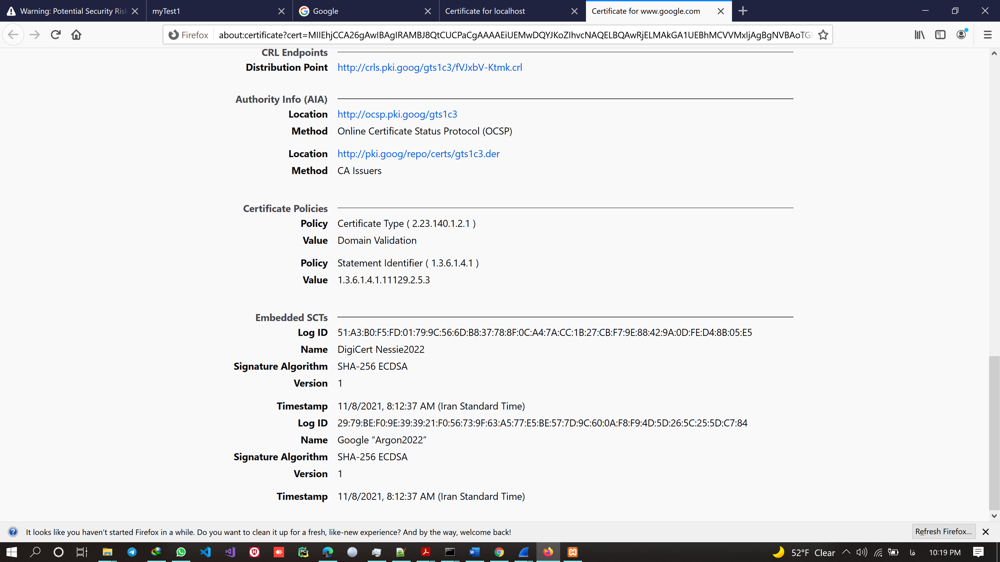 Warning: Potential Security Risk
myTest1
Google
Certificate for localhost
Certificate for www.google.com
Firefox
about:certificate?cert=MIIEhjCCA26gAwIBAgIRAMBJ8QtCUCPaCgAAAAEiUEMwDQYJKoZIhvcNAQELBQAwRjELMAkGA1UEBhMCVVMxIjAgBgNVBAoTG
CRL Endpoints
Distribution Point http://crls.pki.goog/gts1c3/fVJxbV-Ktmk.crl
Authority Info (AIA)
Location http://ocsp.pki.goog/gts1c3
Method Online Certificate Status Protocol (OCSP)
Location http://pki.goog/repo/certs/gts1c3.der
Method CA Issuers
Certificate Policies
Policy Certificate Type ( 2.23.140.1.2.1 )
Value Domain Validation
Policy Statement Identifier ( 1.3.6.1.4.1 )
Value 1.3.6.1.4.1.11129.2.5.3
Embedded SCTs
Log ID 51:A3:B0:F5:FD:01:79:9C:56:6D:B8:37:78:8F:0C:A4:7A:CC:1B:27:CB:F7:9E:88:42:9A:0D:FE:D4:8B:05:E5
Name DigiCert Nessie2022
Signature Algorithm SHA-256 ECDSA
Version 1
Timestamp 11/8/2021, 8:12:37 AM (Iran Standard Time)
Log ID 29:79:BE:F0:9E:39:39:21:F0:56:73:9F:63:A5:77:E5:BE:57:7D:9C:60:0A:F8:F9:4D:5D:26:5C:25:5D:C7:84
Name Google “Argon2022”
Signature Algorithm SHA-256 ECDSA
Version 1
Timestamp 11/8/2021, 8:12:37 AM (Iran Standard Time)
It looks like you haven’t started Firefox in a while. Do you want to clean it up for a fresh, like-new experience? And by the way, welcome back!
Refresh Firefox...
52°F Clear
فا
10:19 PM